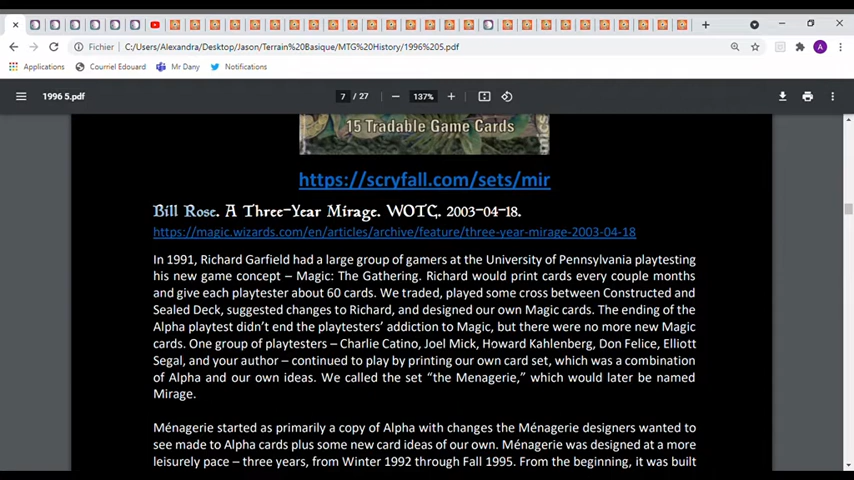 Fichier
C:/Users/Alexandra/Desktop/Jason/Terrain%20Basique/MTG%20History/1996%205.pdf
A
Applications
Courriel Edouard
Mr Dany
Notifications
1996 5.pdf
7 / 27
137%
15 Tradable Game Cards
https://scryfall.com/sets/mir
Bill Rose. A Three-Year Mirage. WOTC. 2003-04-18.
https://magic.wizards.com/en/articles/archive/feature/three-year-mirage-2003-04-18
In 1991, Richard Garfield had a large group of gamers at the University of Pennsylvania playtesting
his new game concept – Magic: The Gathering. Richard would print cards every couple months
and give each playtester about 60 cards. We traded, played some cross between Constructed and
Sealed Deck, suggested changes to Richard, and designed our own Magic cards. The ending of the
Alpha playtest didn't end the playtesters' addiction to Magic, but there were no more new Magic
cards. One group of playtesters – Charlie Catino, Joel Mick, Howard Kahlenberg, Don Felice, Elliott
Segal, and your author – continued to play by printing our own card set, which was a combination
of Alpha and our own ideas. We called the set “the Menagerie,” which would later be named
Mirage.
Ménagerie started as primarily a copy of Alpha with changes the Ménagerie designers wanted to
see made to Alpha cards plus some new card ideas of our own. Ménagerie was designed at a more
leisurely pace – three years, from Winter 1992 through Fall 1995. From the beginning, it was built